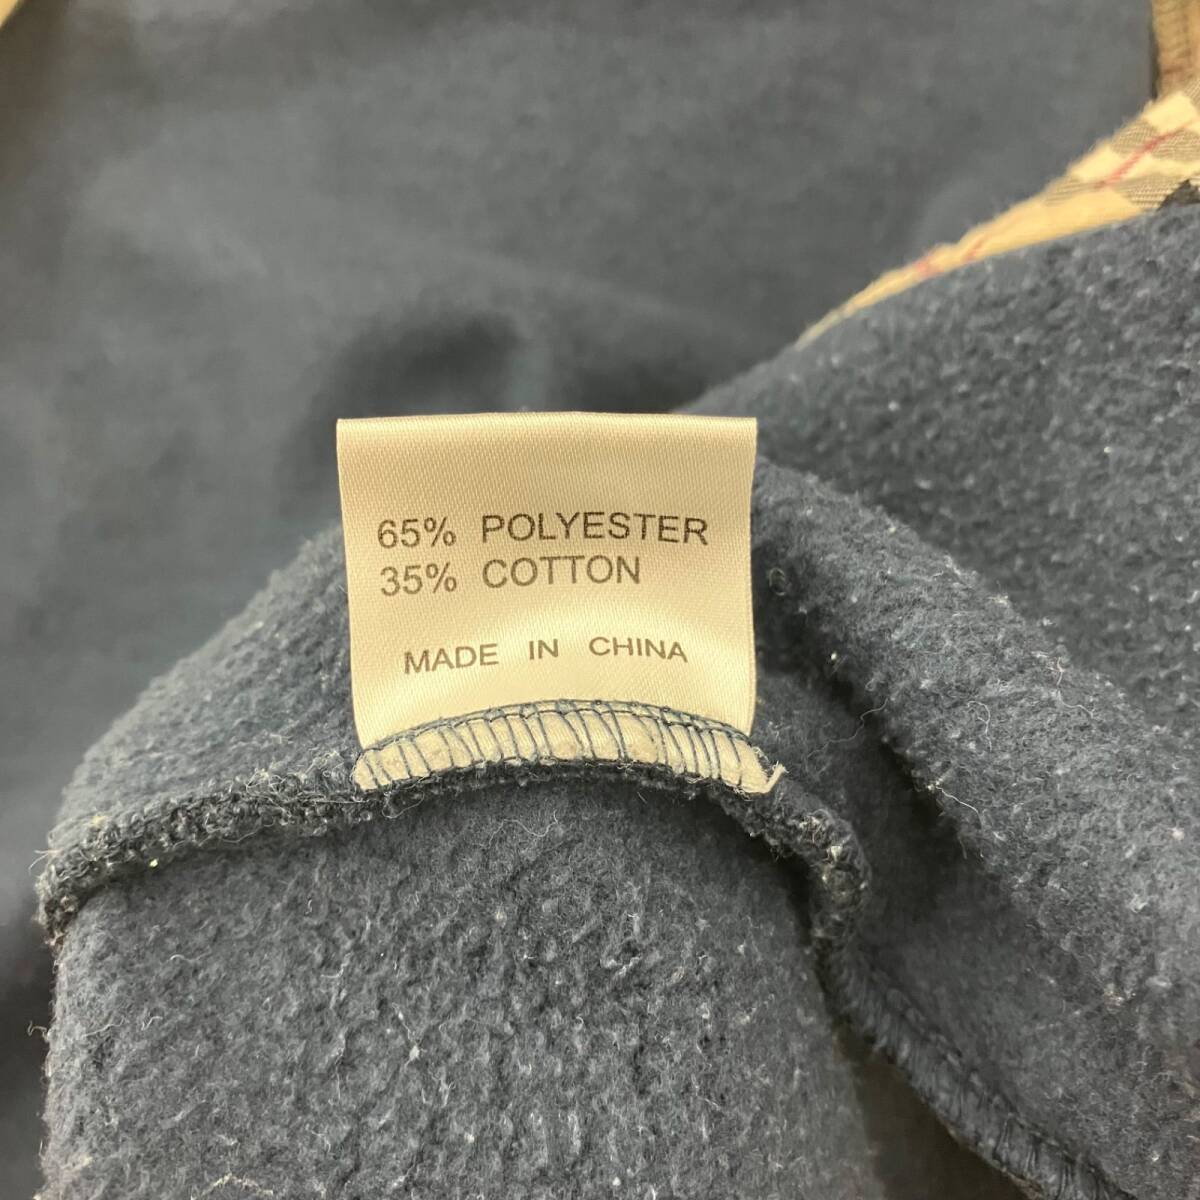 65% POLYESTER
35% COTTON
MADE IN CHINA